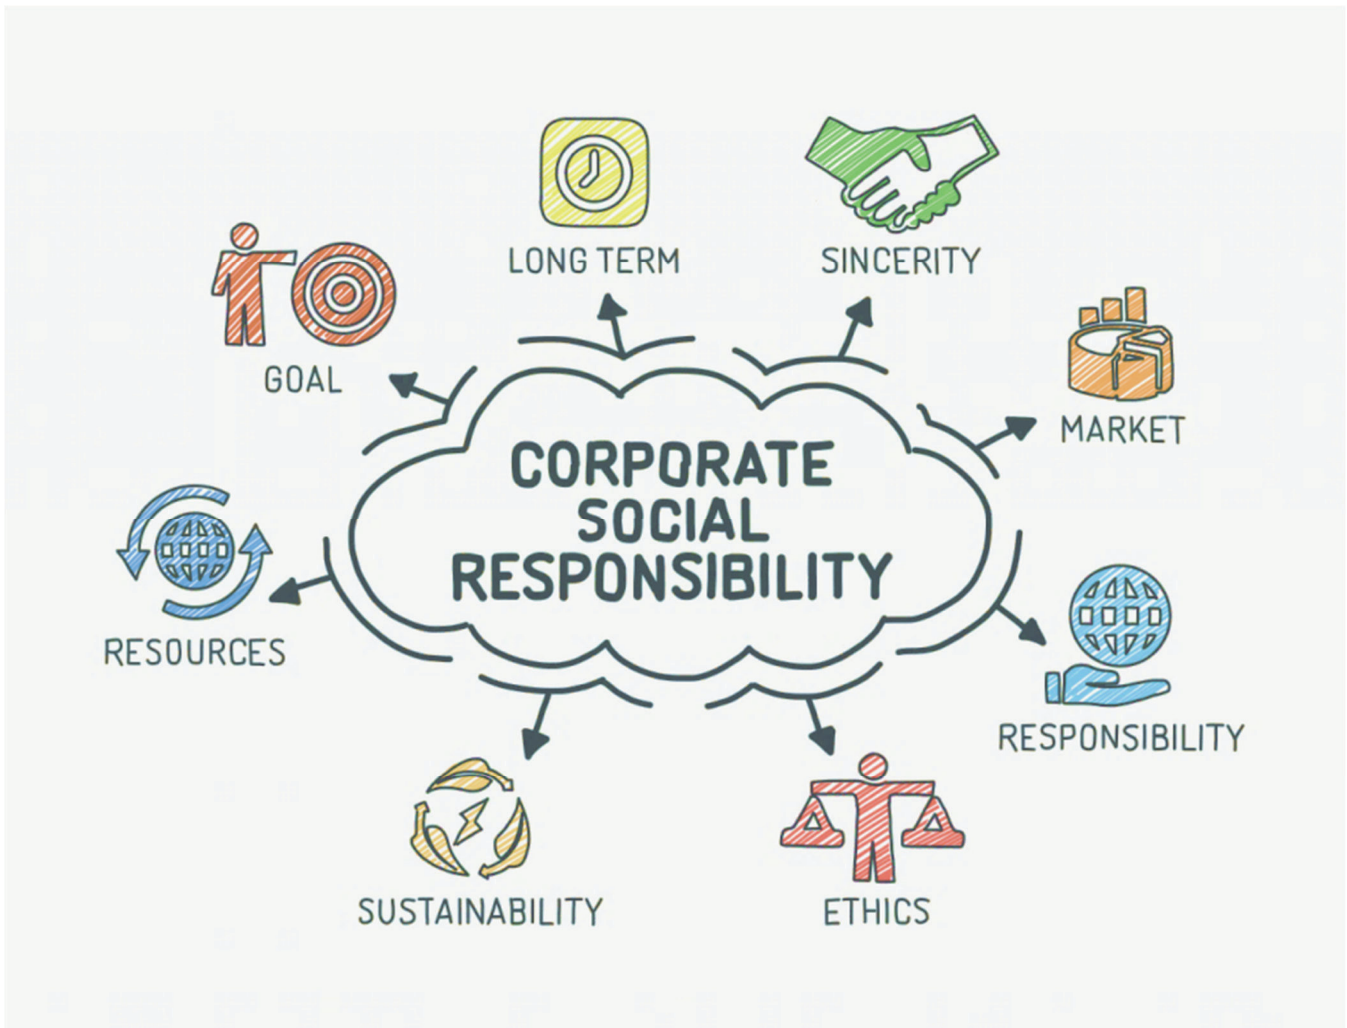 LONG TERM
SINCERITY
GOAL
MARKET
CORPORATE
SOCIAL
RESPONSIBILITY
RESOURCES
RESPONSIBILITY
SUSTAINABILITY
ETHICS